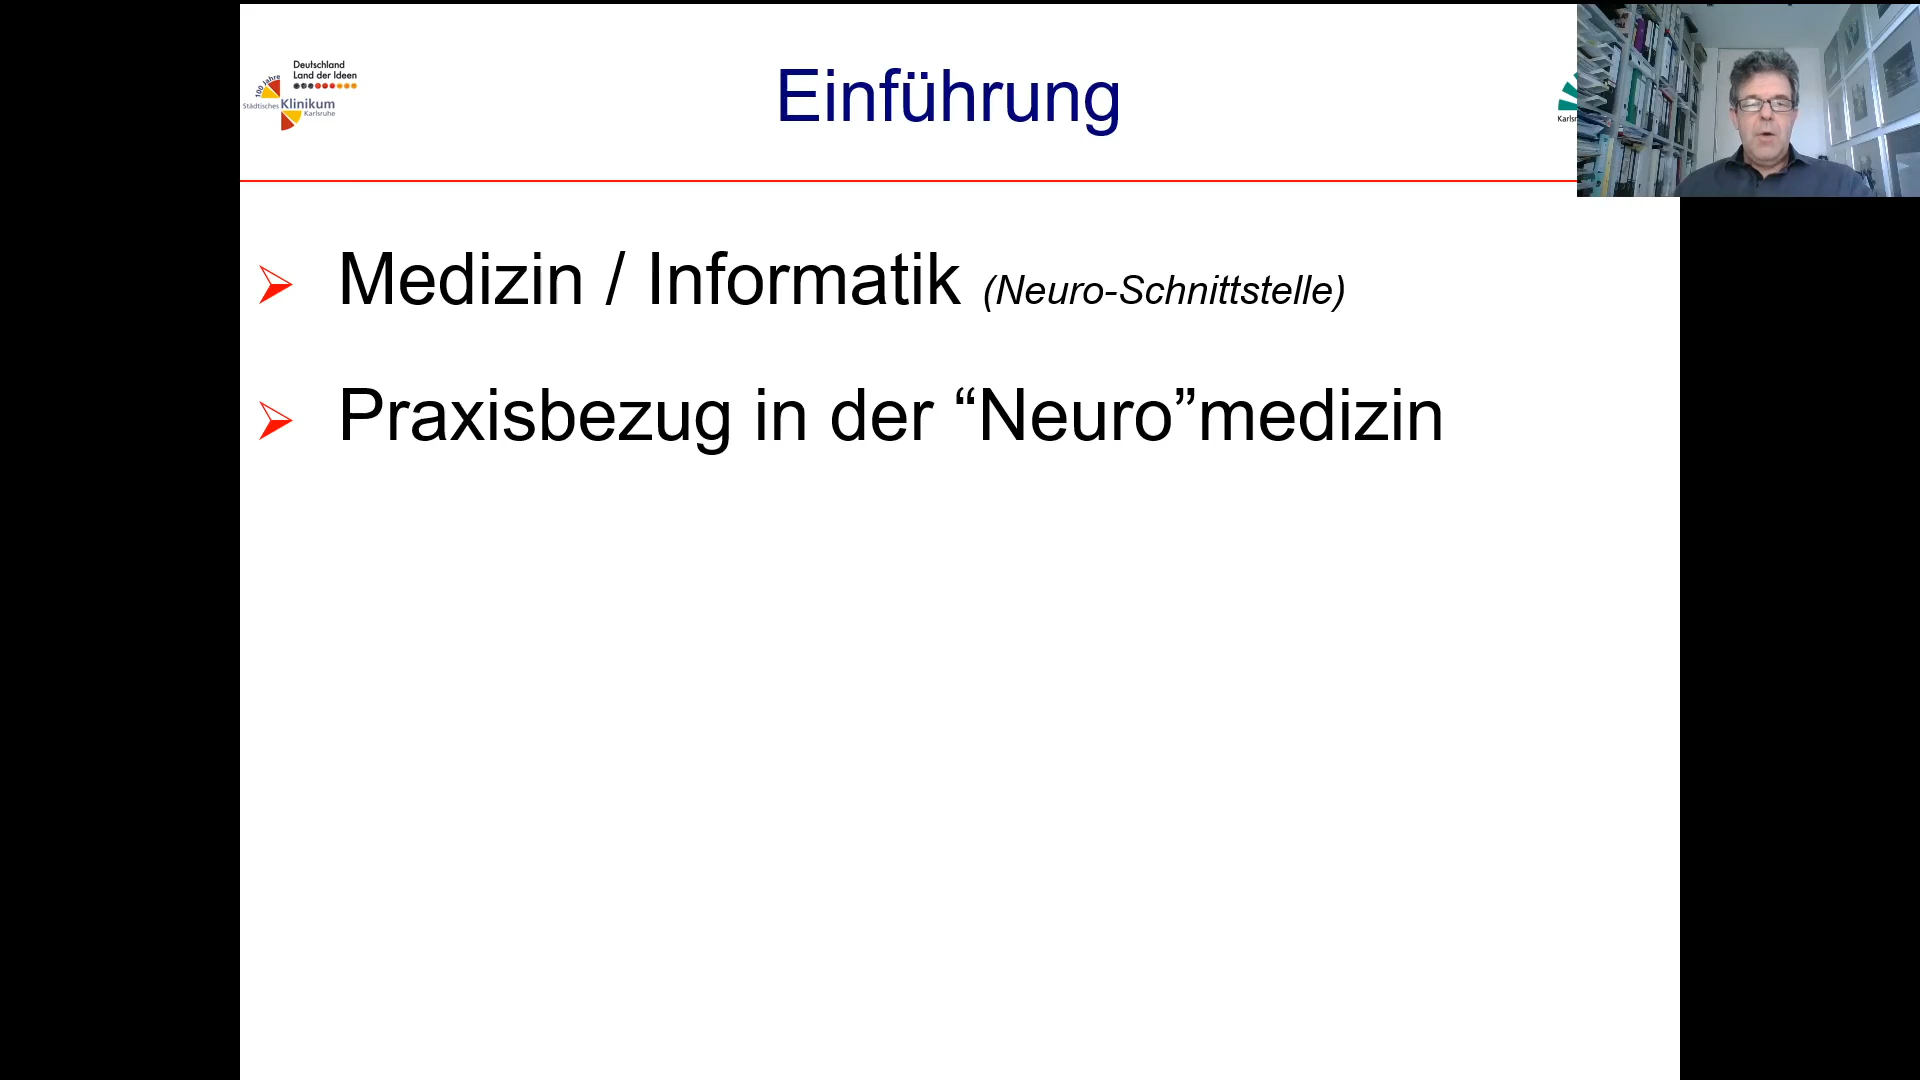 Deutschland
Land der Ideen
100 Jahre
Städtisches Klinikum
Karlsruhe
Einführung
Medizin / Informatik (Neuro-Schnittstelle)
Praxisbezug in der “Neuro”medizin